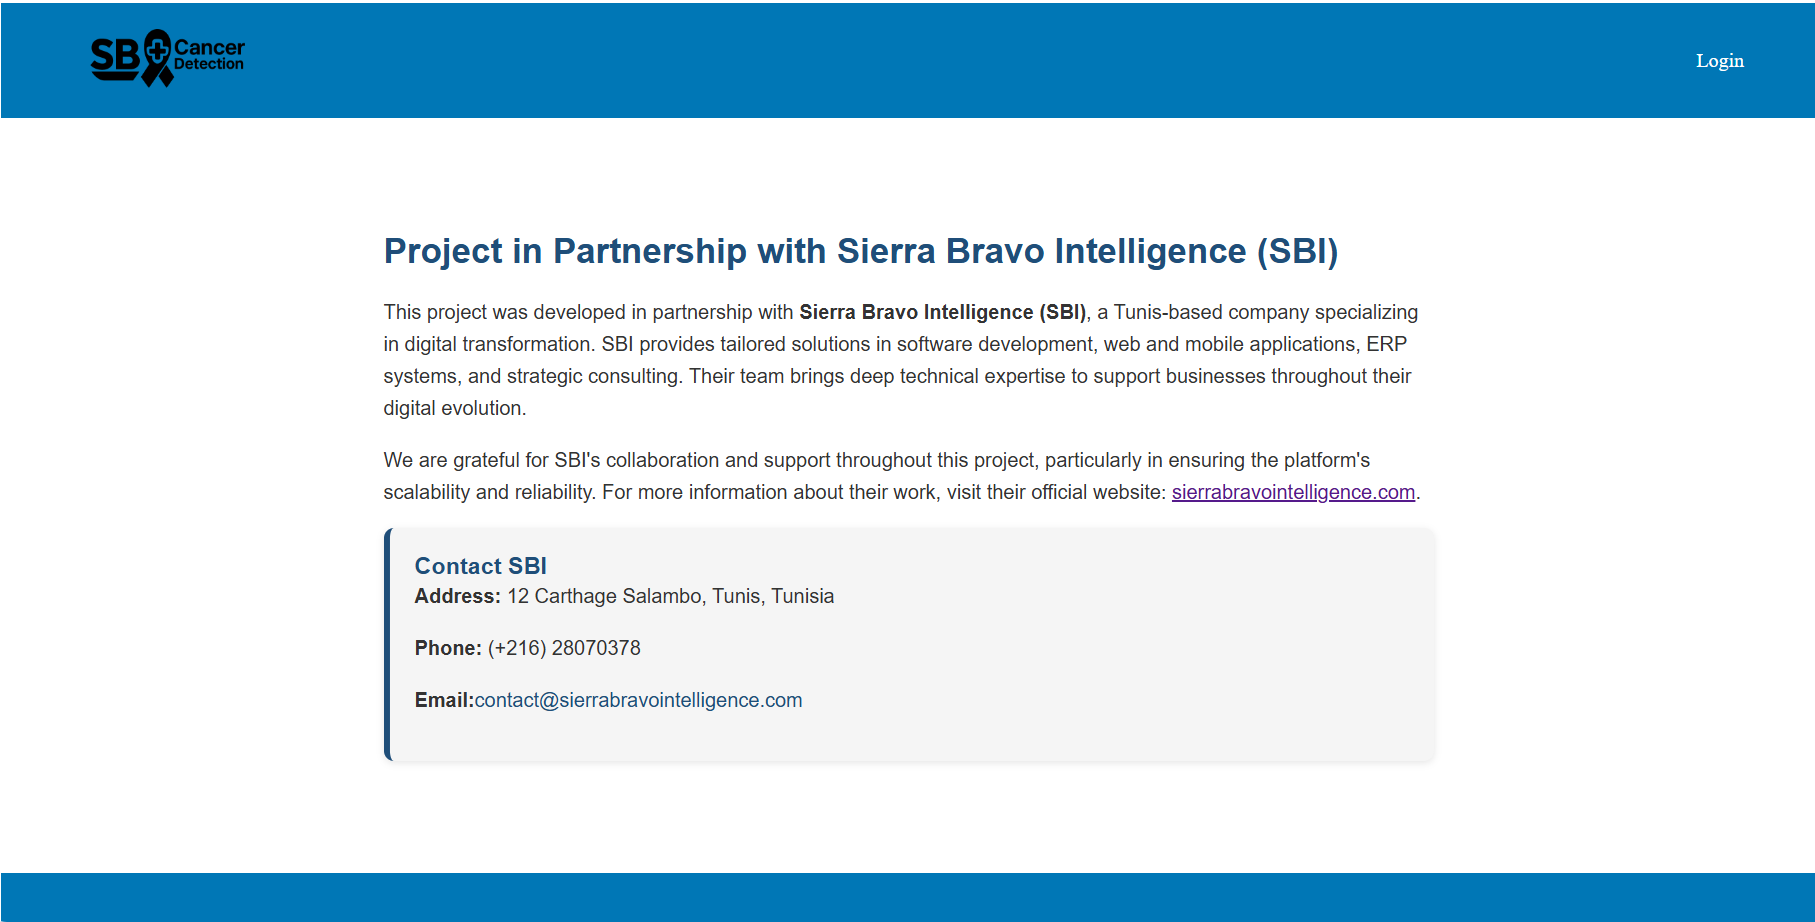 SB Cancer
Detection
Login
Project in Partnership with Sierra Bravo Intelligence (SBI)
This project was developed in partnership with Sierra Bravo Intelligence (SBI), a Tunis-based company specializing
in digital transformation. SBI provides tailored solutions in software development, web and mobile applications, ERP
systems, and strategic consulting. Their team brings deep technical expertise to support businesses throughout their
digital evolution.
We are grateful for SBI's collaboration and support throughout this project, particularly in ensuring the platform's
scalability and reliability. For more information about their work, visit their official website: sierrabravointelligence.com.
Contact SBI
Address: 12 Carthage Salambo, Tunis, Tunisia
Phone: (+216) 28070378
Email:contact@sierrabravointelligence.com